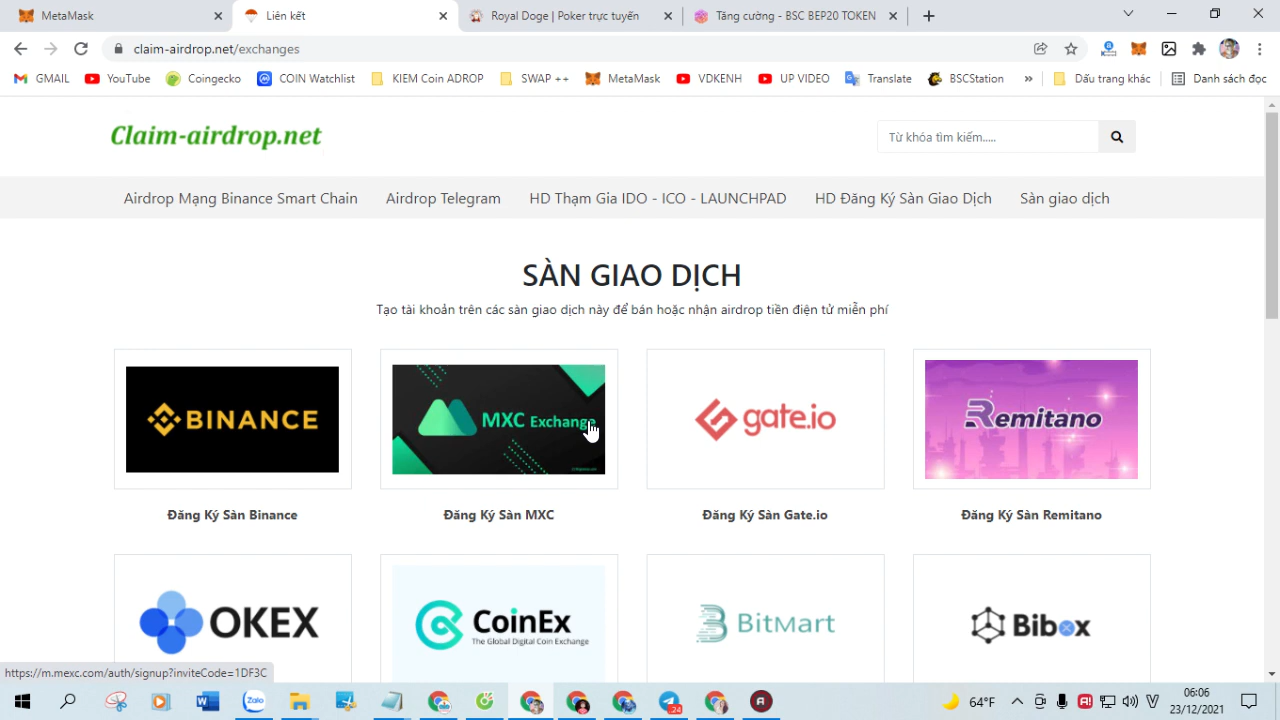 MetaMask
Liên kết
Royal Doge | Poker trực tuyến
Tăng cường - BSC BEP20 TOKEN
claim-airdrop.net/exchanges
GMAIL
YouTube
Coingecko
COIN Watchlist
KIEM Coin ADROP
SWAP ++
MetaMask
VDKENH
UP VIDEO
Translate
BSCStation
»
Dấu trang khác
Danh sách đọc
Claim-airdrop.net
Từ khóa tìm kiếm.....
Airdrop Mạng Binance Smart Chain
Airdrop Telegram
HD Thạm Gia IDO - ICO - LAUNCHPAD
HD Đăng Ký Sàn Giao Dịch
Sàn giao dịch
SÀN GIAO DỊCH
Tạo tài khoản trên các sàn giao dịch này để bán hoặc nhận airdrop tiền điện tử miễn phí
BINANCE
MXC Exchange
gate.io
Remitano
Đăng Ký Sàn Binance
Đăng Ký Sàn MXC
Đăng Ký Sàn Gate.io
Đăng Ký Sàn Remitano
OKEX
CoinEx
The Global Digital Coin Exchange
BitMart
Bibox
https://m.mexc.com/auth/signup?inviteCode=1DF3C
Zalo
24
64°F
06:06
23/12/2021